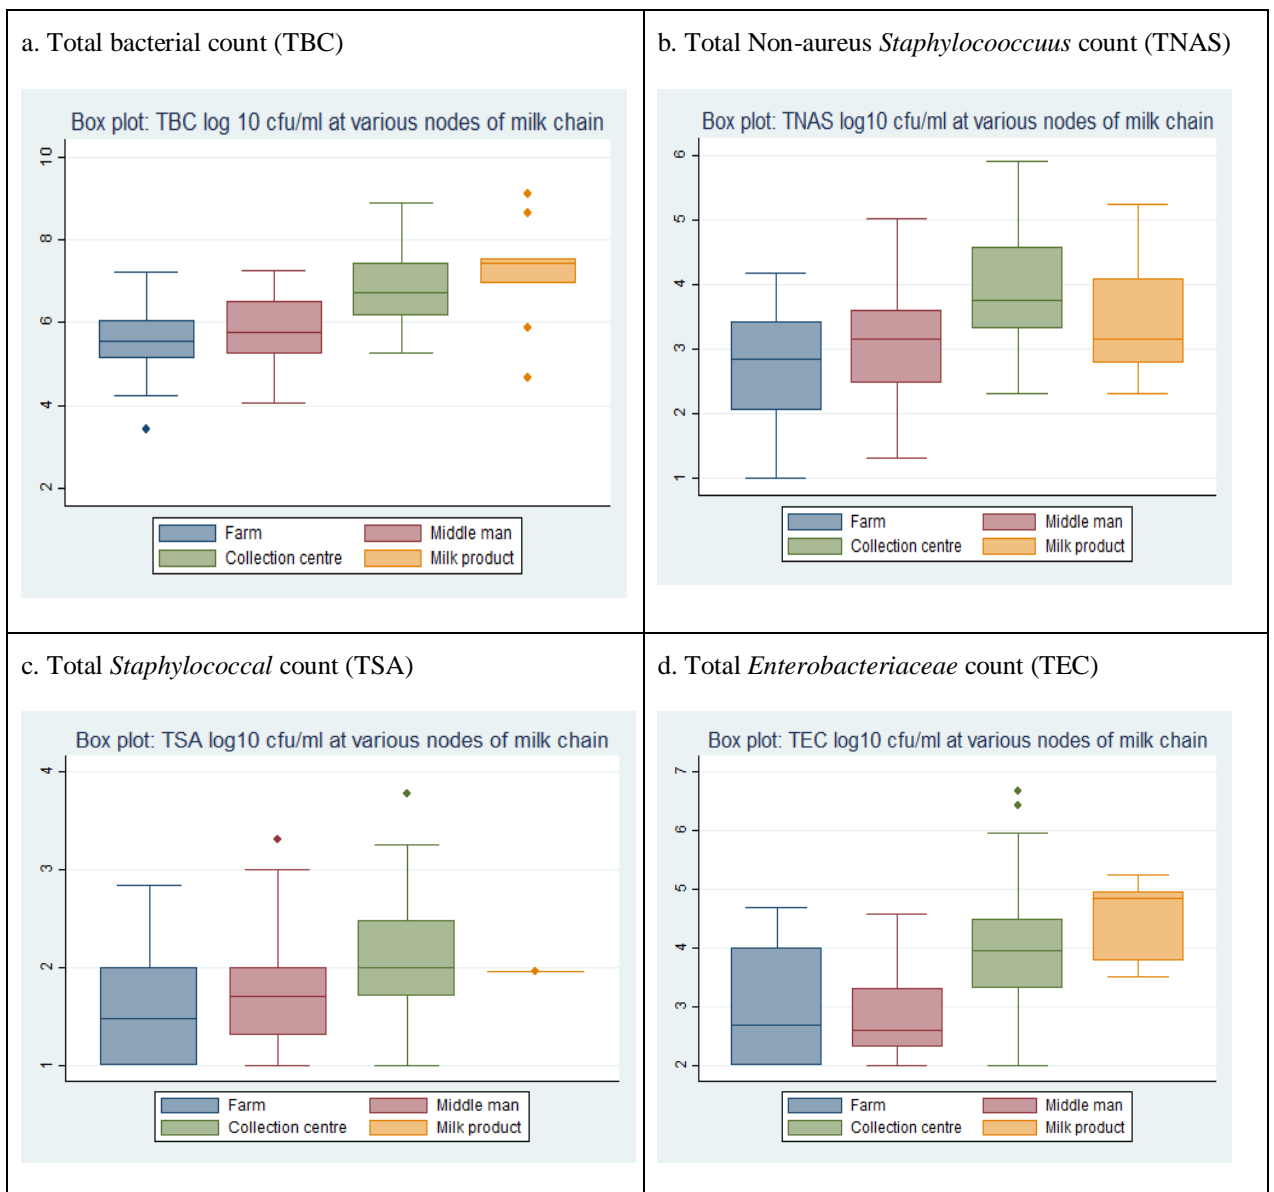 a. Total bacterial count (TBC)
Box plot: TBC log 10 cfu/ml at various nodes of milk chain
10
8
6
4
2
Farm
Middle man
Collection centre
Milk product
b. Total Non-aureus Staphylocooccuus count (TNAS)
Box plot: TNAS log10 cfu/ml at various nodes of milk chain
6
5
4
3
2
1
Farm
Middle man
Collection centre
Milk product
c. Total Staphylococcal count (TSA)
Box plot: TSA log10 cfu/ml at various nodes of milk chain
4
3
2
1
Farm
Middle man
Collection centre
Milk product
d. Total Enterobacteriaceae count (TEC)
Box plot: TEC log10 cfu/ml at various nodes of milk chain
7
6
5
4
3
2
Farm
Middle man
Collection centre
Milk product